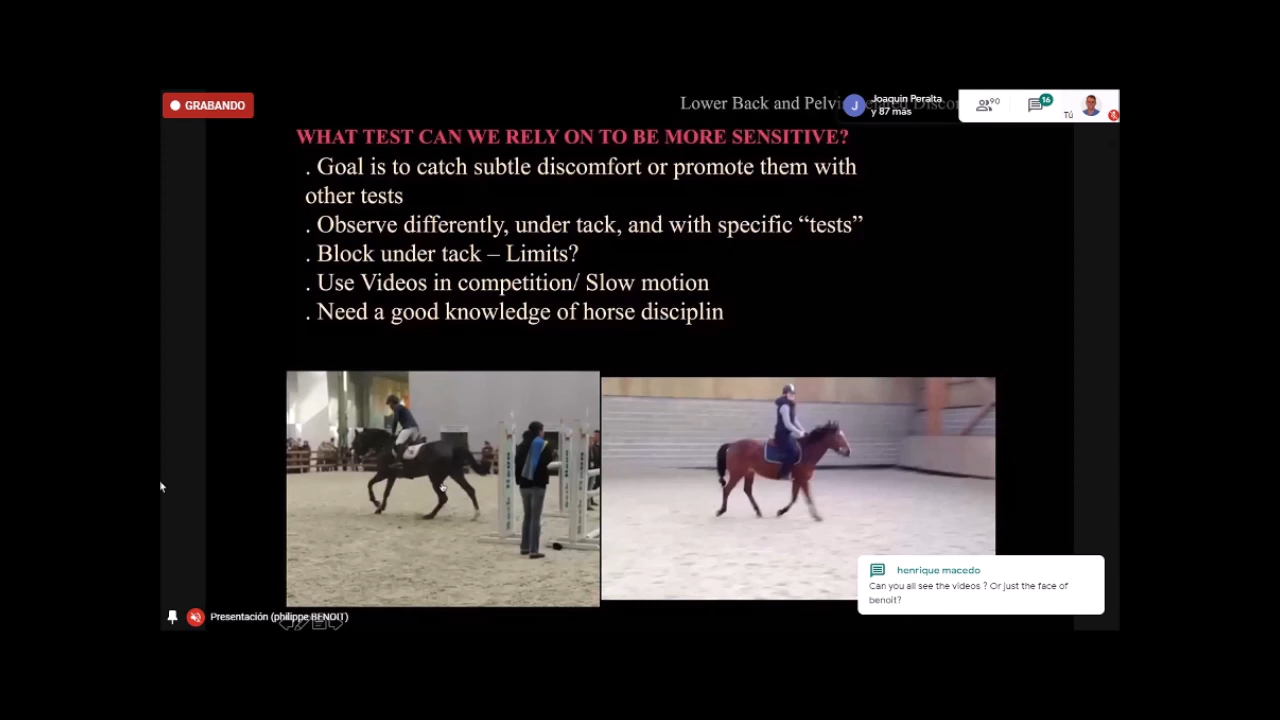 GRABANDO
Lower Back and Pelvi
Joaquin Peralta
y 87 más
90
16
Tú
WHAT TEST CAN WE RELY ON TO BE MORE SENSITIVE?
. Goal is to catch subtle discomfort or promote them with
other tests
. Observe differently, under tack, and with specific “tests”
. Block under tack – Limits?
. Use Videos in competition/ Slow motion
. Need a good knowledge of horse disciplin
henrique macedo
Can you all see the videos ? Or just the face of
benoit?
Presentación (philippe BENOIT)